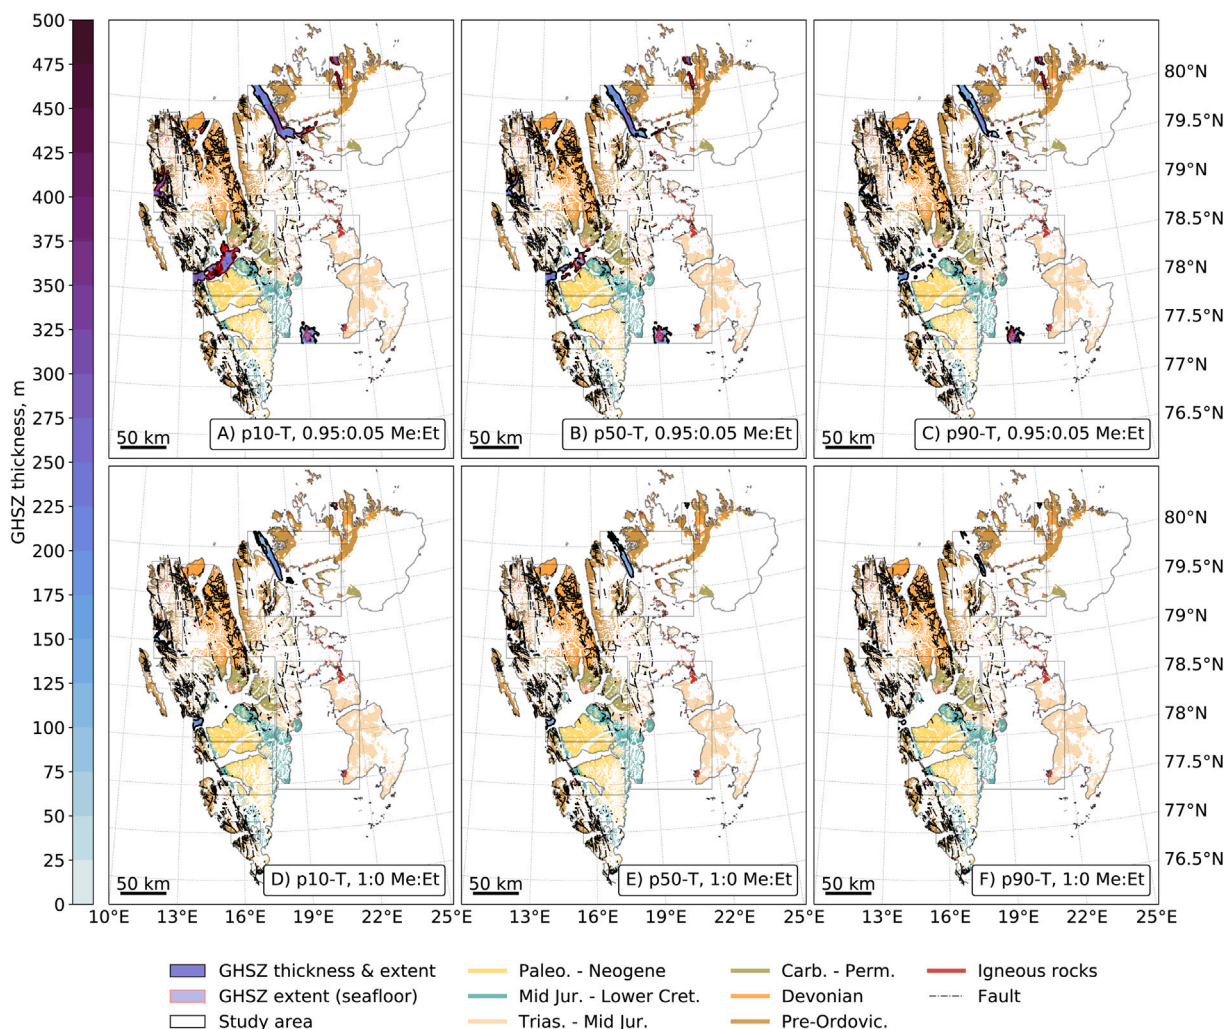 500
475
450
425
400
375
350
325
300
275
250
225
200
175
150
125
100
75
50
25
0
GHSZ thickness, m
50 km
A) p10-T, 0.95:0.05 Me:Et
50 km
B) p50-T, 0.95:0.05 Me:Et
50 km
C) p90-T, 0.95:0.05 Me:Et
80°N
79.5°N
79°N
78.5°N
78°N
77.5°N
77°N
76.5°N
50 km
D) p10-T, 1:0 Me:Et
50 km
E) p50-T, 1:0 Me:Et
50 km
F) p90-T, 1:0 Me:Et
80°N
79.5°N
79°N
78.5°N
78°N
77.5°N
77°N
76.5°N
10°E 13°E 16°E 19°E 22°E 25°E 13°E 16°E 19°E 22°E 25°E 13°E 16°E 19°E 22°E 25°E
GHSZ thickness & extent
GHSZ extent (seafloor)
Study area
Paleo. - Neogene
Mid Jur. - Lower Cret.
Trias. - Mid Jur.
Carb. - Perm.
Devonian
Pre-Ordovic.
Igneous rocks
Fault